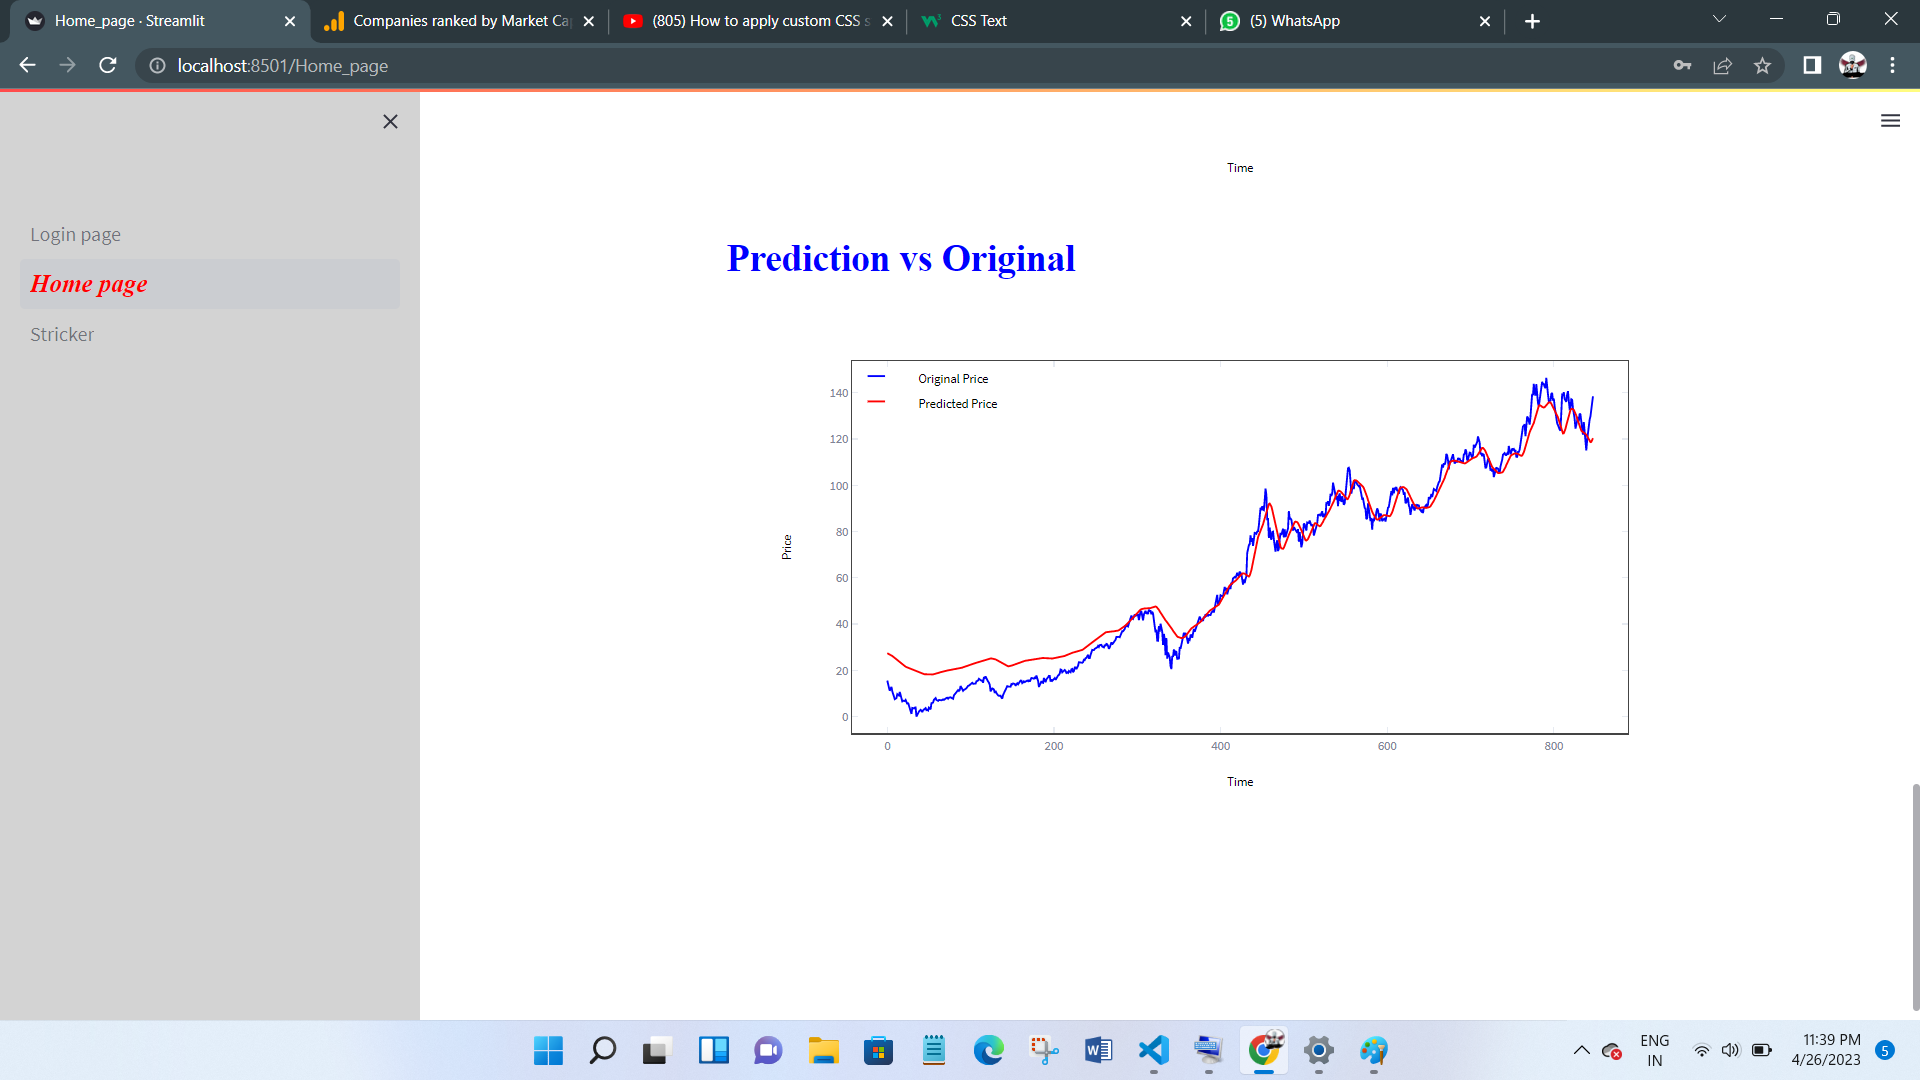 Home_page · Streamlit
Companies ranked by Market Ca
(805) How to apply custom CSS s
CSS Text
5
(5) WhatsApp
localhost:8501/Home_page
Login page
Home page
Stricker
Time
Prediction vs Original
Original Price
Predicted Price
140
120
100
80
60
40
20
0
Price
0 200 400 600 800
Time
ENG
IN
11:39 PM
4/26/2023
5